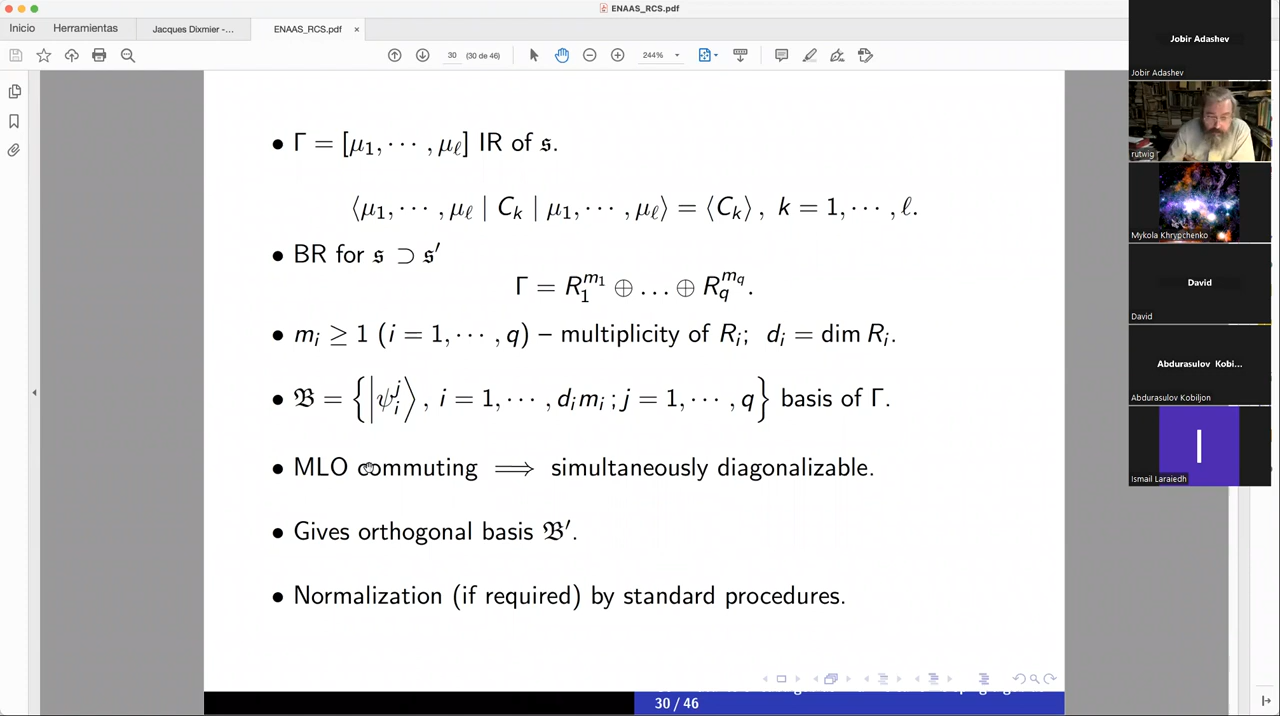 ENAAS_RCS.pdf
Inicio Herramientas Jacques Dixmier -... ENAAS_RCS.pdf ×
30 (30 de 46) 244%
• Γ = [μ₁, ··· , μ_ℓ] IR of 𝔰.
⟨μ₁, ··· , μ_ℓ | C_k | μ₁, ··· , μ_ℓ⟩ = ⟨C_k⟩ , k = 1, ··· , ℓ.
• BR for 𝔰 ⊃ 𝔰′
Γ = R₁^{m₁} ⊕ … ⊕ R_q^{m_q}.
• m_i ≥ 1 (i = 1, ··· , q) – multiplicity of R_i; d_i = dim R_i.
• 𝔅 = { |ψ_i^j⟩ , i = 1, ··· , d_i m_i ; j = 1, ··· , q } basis of Γ.
• MLO commuting ⟹ simultaneously diagonalizable.
• Gives orthogonal basis 𝔅′.
• Normalization (if required) by standard procedures.
30 / 46
Jobir Adashev
Jobir Adashev
rutwig
Mykola Khrypchenko
David
David
Abdurasulov Kobi...
Abdurasulov Kobiljon
I
Ismail Laraiedh